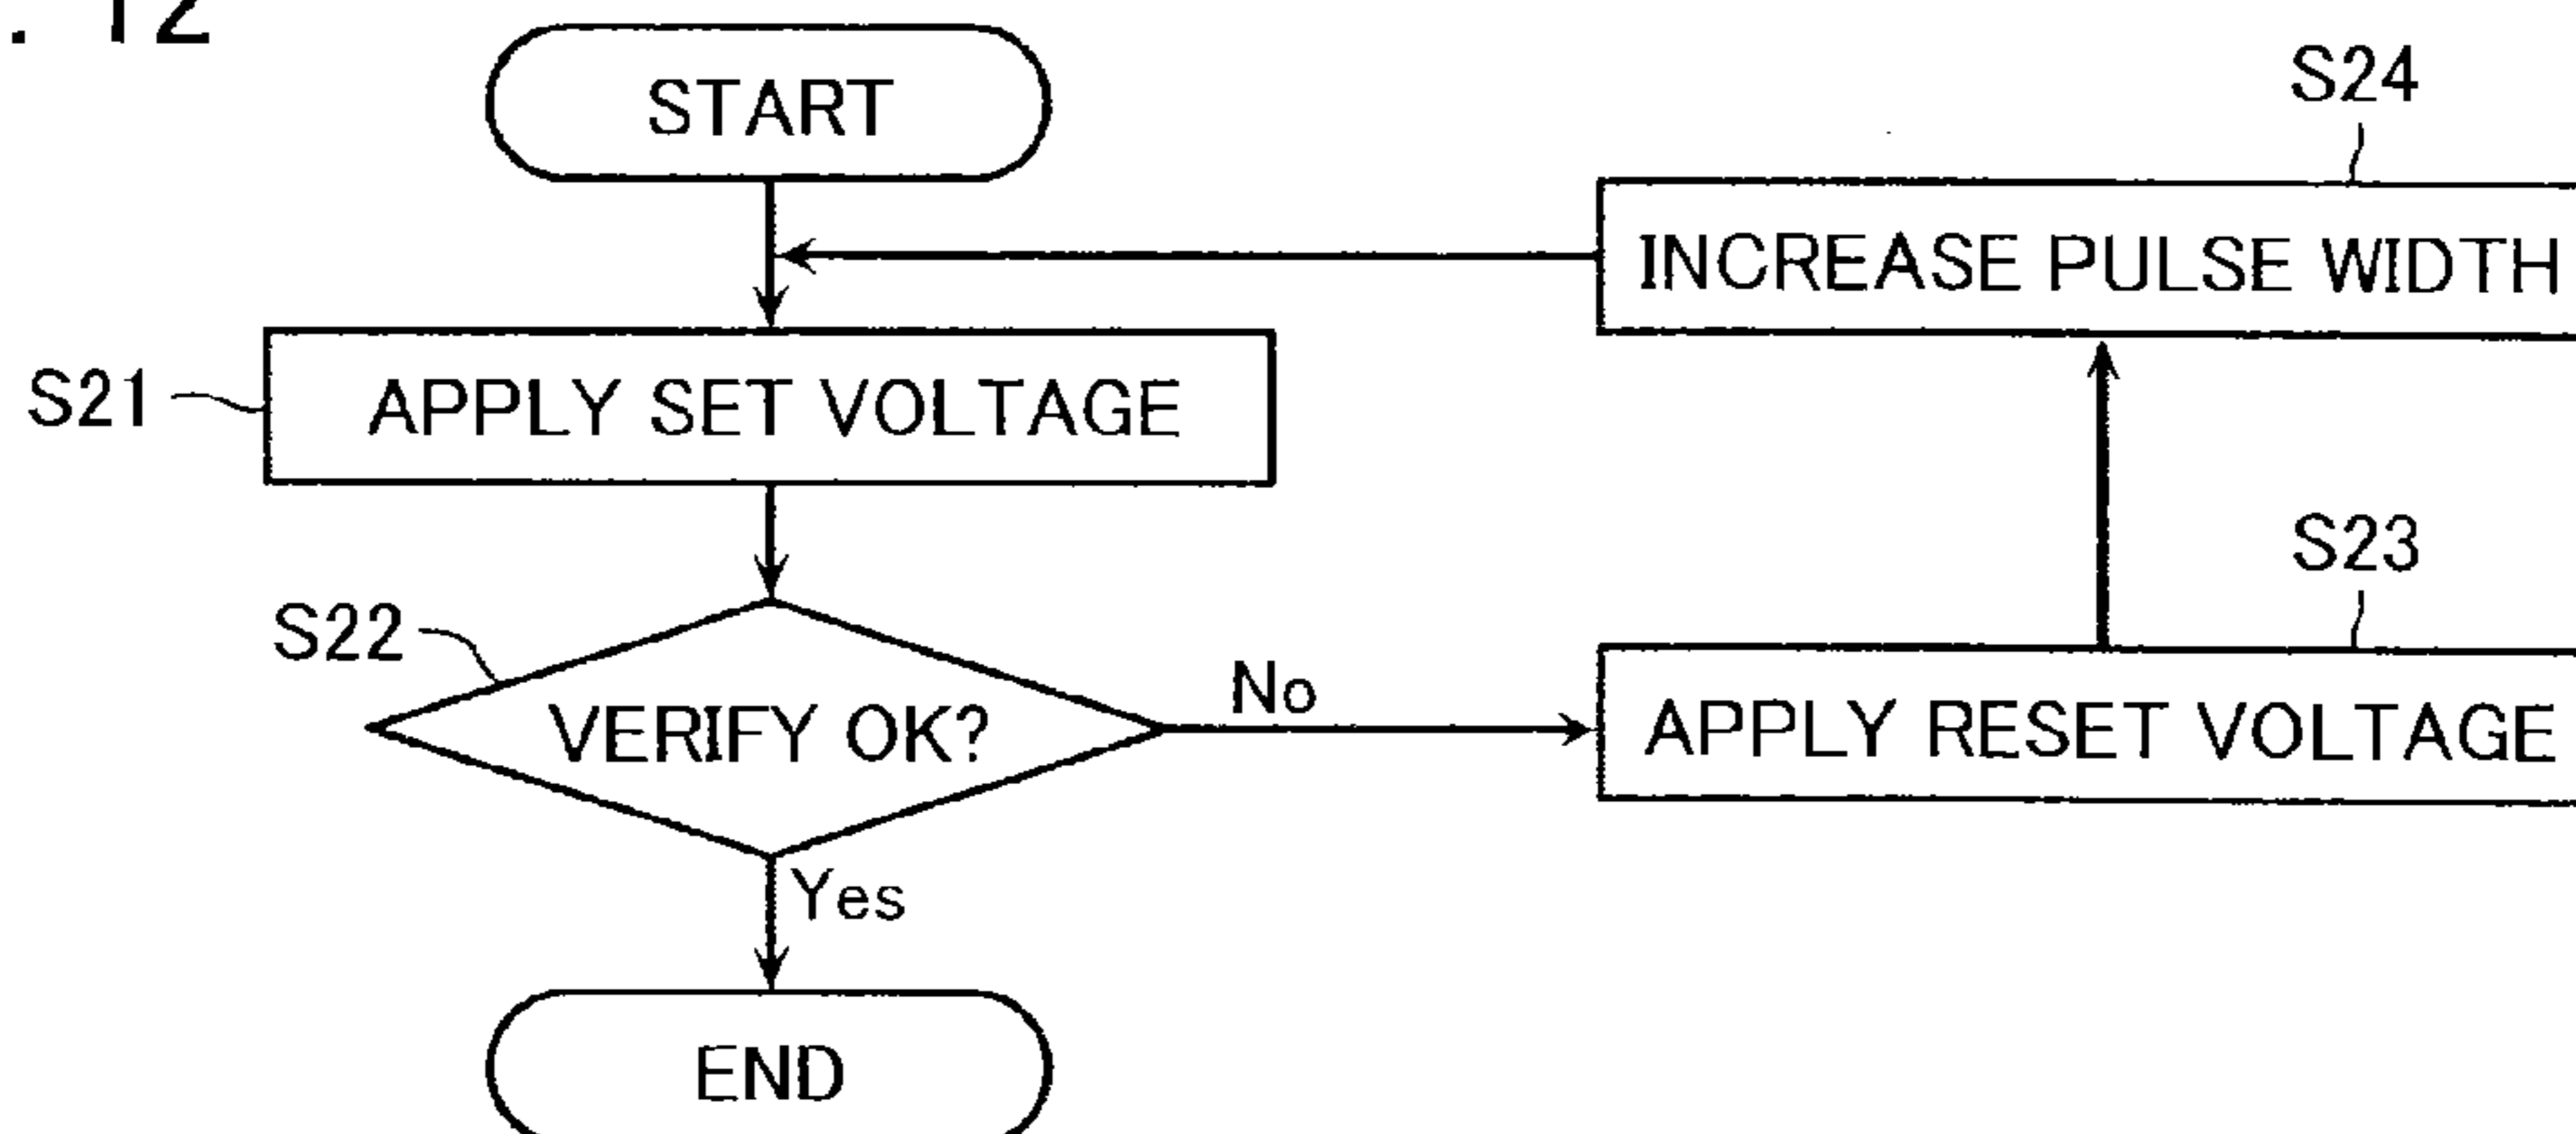 . 12
START
S24
INCREASE PULSE WIDTH
S21
APPLY SET VOLTAGE
S23
S22
VERIFY OK?
No
APPLY RESET VOLTAGE
Yes
END